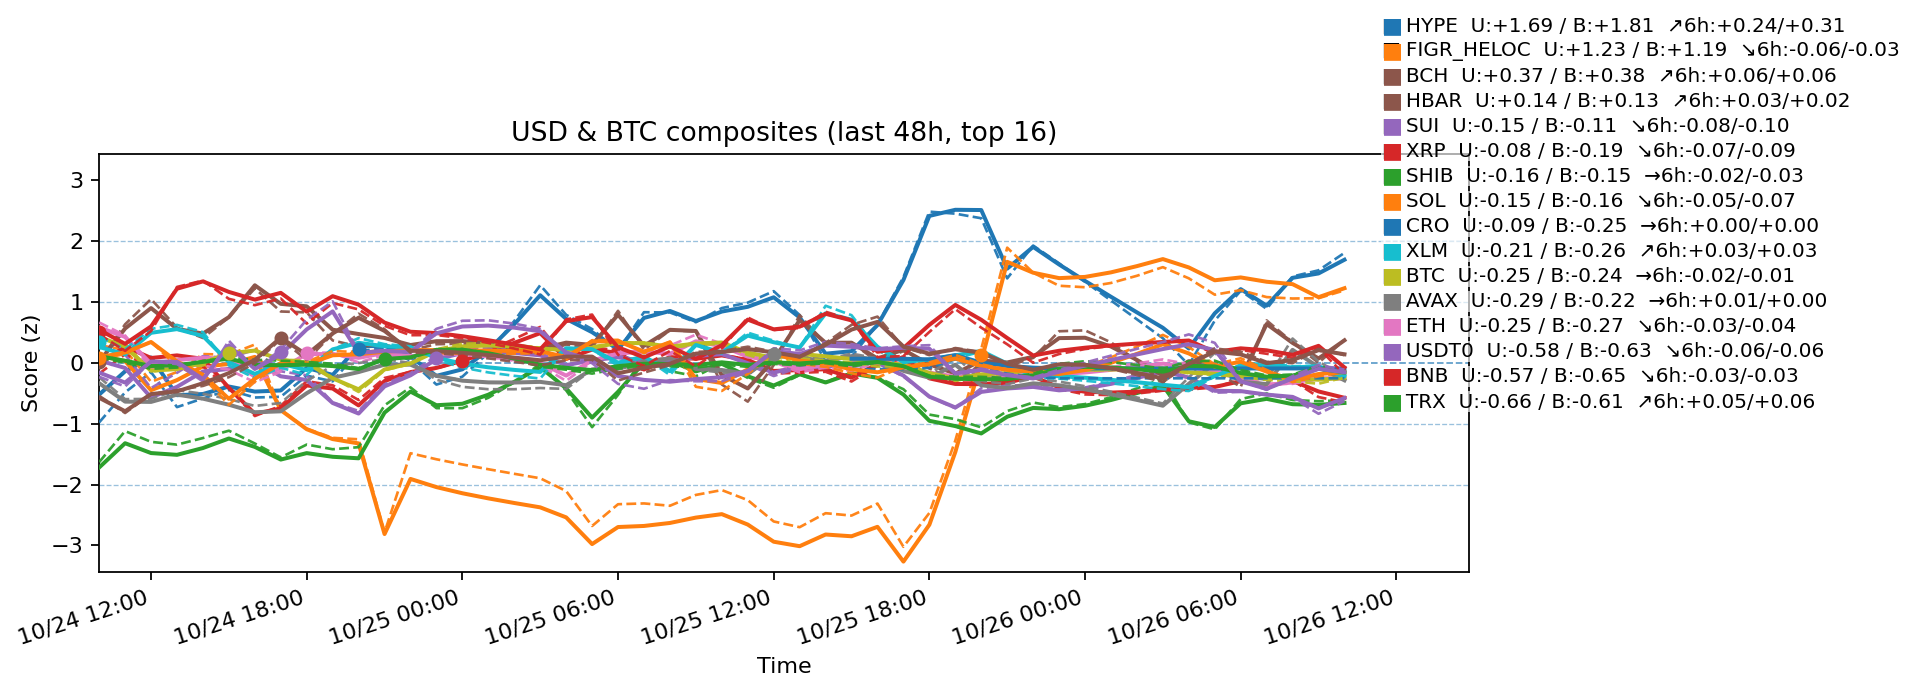 HYPE  U:+1.69 / B:+1.81  ↗6h:+0.24/+0.31
FIGR_HELOC  U:+1.23 / B:+1.19  ↘6h:-0.06/-0.03
BCH  U:+0.37 / B:+0.38  ↗6h:+0.06/+0.06
HBAR  U:+0.14 / B:+0.13  ↗6h:+0.03/+0.02
SUI  U:-0.15 / B:-0.11  ↘6h:-0.08/-0.10
XRP  U:-0.08 / B:-0.19  ↘6h:-0.07/-0.09
SHIB  U:-0.16 / B:-0.15  →6h:-0.02/-0.03
SOL  U:-0.15 / B:-0.16  ↘6h:-0.05/-0.07
CRO  U:-0.09 / B:-0.25  →6h:+0.00/+0.00
XLM  U:-0.21 / B:-0.26  ↗6h:+0.03/+0.03
BTC  U:-0.25 / B:-0.24  →6h:-0.02/-0.01
AVAX  U:-0.29 / B:-0.22  →6h:+0.01/+0.00
ETH  U:-0.25 / B:-0.27  ↘6h:-0.03/-0.04
USDT0  U:-0.58 / B:-0.63  ↘6h:-0.06/-0.06
BNB  U:-0.57 / B:-0.65  ↘6h:-0.03/-0.03
TRX  U:-0.66 / B:-0.61  ↗6h:+0.05/+0.06
USD & BTC composites (last 48h, top 16)
3
2
1
0
−1
−2
−3
Score (z)
10/24 12:00
10/24 18:00
10/25 00:00
10/25 06:00
10/25 12:00
10/25 18:00
10/26 00:00
10/26 06:00
10/26 12:00
Time